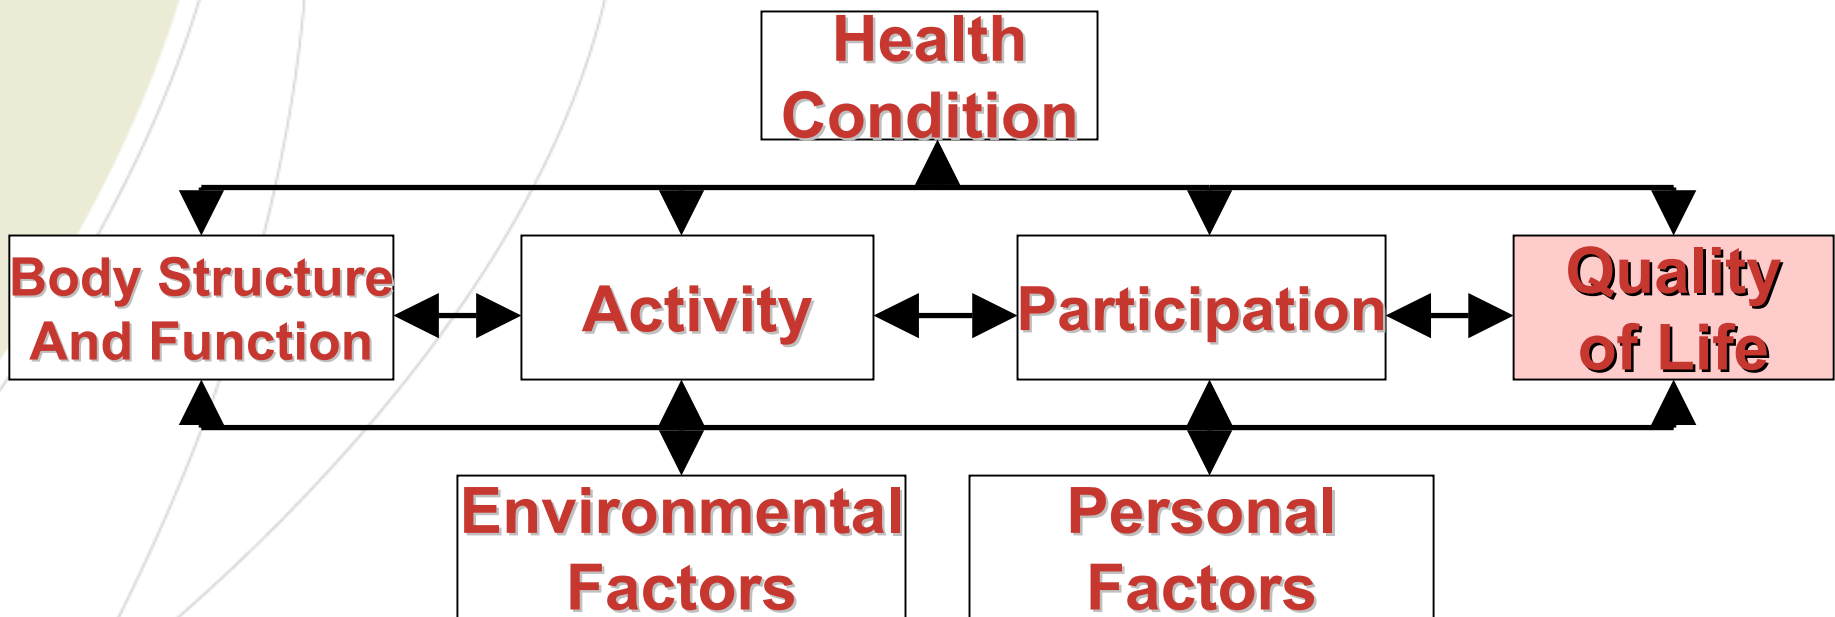 Health
Condition
Body Structure
And Function
Activity
Participation
Quality
of Life
Environmental
Factors
Personal
Factors